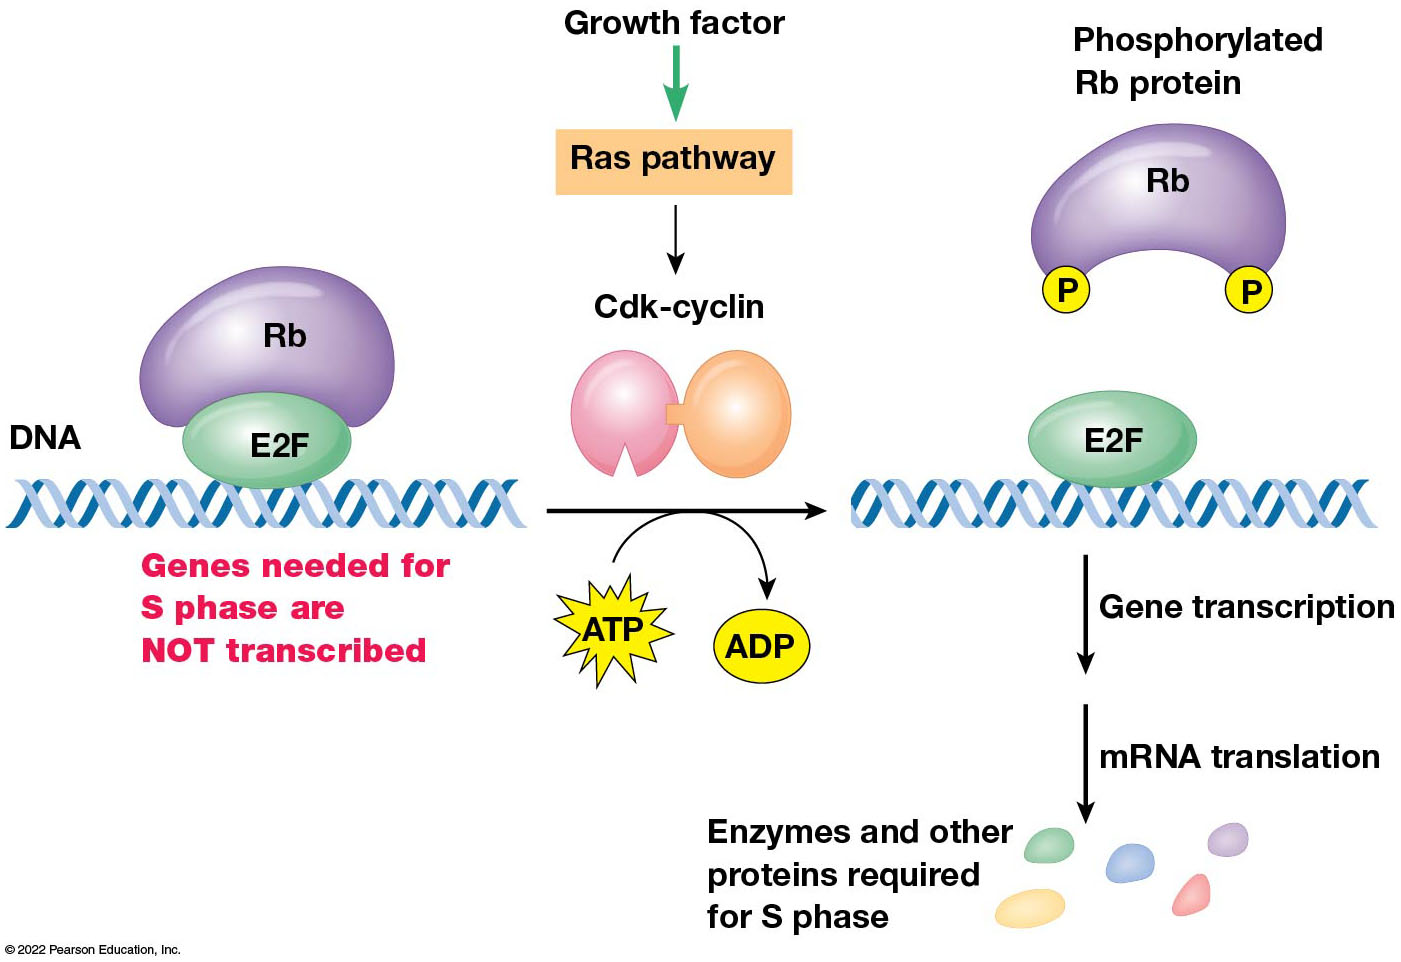 Growth factor
Ras pathway
Cdk-cyclin
Phosphorylated
Rb protein
Rb
P
P
Rb
E2F
DNA
E2F
Genes needed for
S phase are
NOT transcribed
ATP
ADP
Gene transcription
mRNA translation
Enzymes and other
proteins required
for S phase
© 2022 Pearson Education, Inc.